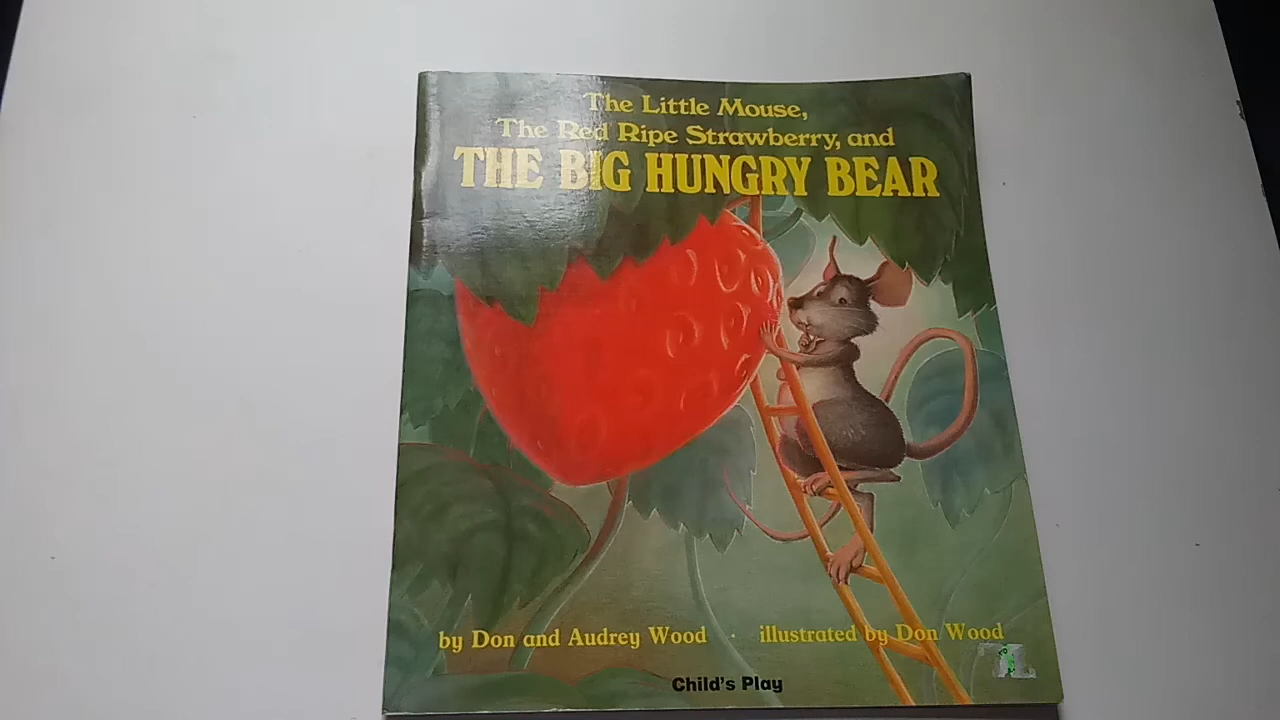 The Little Mouse,
The Red Ripe Strawberry, and
THE BIG HUNGRY BEAR
by Don and Audrey Wood
illustrated by Don Wood
Child's Play